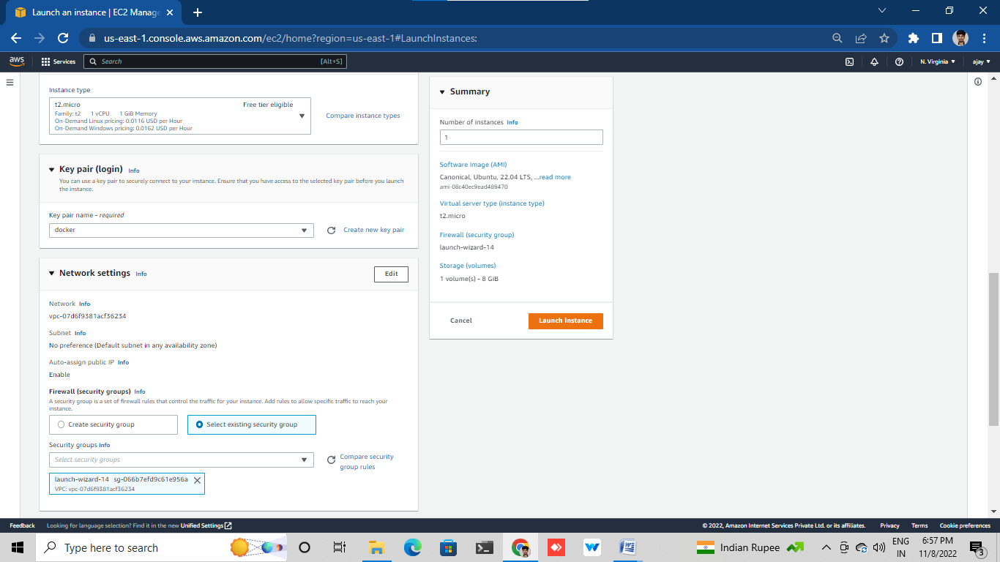 Launch an instance | EC2 Manage
us-east-1.console.aws.amazon.com/ec2/home?region=us-east-1#LaunchInstances:
aws
Services
Search
[Alt+S]
N. Virginia
ajay
Instance type
t2.micro
Free tier eligible
Family: t2 1 vCPU 1 GiB Memory
On-Demand Linux pricing: 0.0116 USD per Hour
On-Demand Windows pricing: 0.0162 USD per Hour
Compare instance types
Key pair (login) Info
You can use a key pair to securely connect to your instance. Ensure that you have access to the selected key pair before you launch
the instance.
Key pair name - required
docker
Create new key pair
Network settings Info
Edit
Network Info
vpc-07d6f9381acf36234
Subnet Info
No preference (Default subnet in any availability zone)
Auto-assign public IP Info
Enable
Firewall (security groups) Info
A security group is a set of firewall rules that control the traffic for your instance. Add rules to allow specific traffic to reach your
instance.
Create security group
Select existing security group
Security groups Info
Select security groups
Compare security
group rules
launch-wizard-14 sg-066b7efd9c61e956a
VPC: vpc-07d6f9381acf36234
Summary
Number of instances Info
1
Software Image (AMI)
Canonical, Ubuntu, 22.04 LTS, ...read more
ami-08c40ec9ead489470
Virtual server type (instance type)
t2.micro
Firewall (security group)
launch-wizard-14
Storage (volumes)
1 volume(s) - 8 GiB
Cancel
Launch Instance
Feedback
Looking for language selection? Find it in the new Unified Settings
© 2022, Amazon Internet Services Private Ltd. or its affiliates.
Privacy
Terms
Cookie preferences
Type here to search
Indian Rupee
ENG
IN
6:57 PM
11/8/2022
3